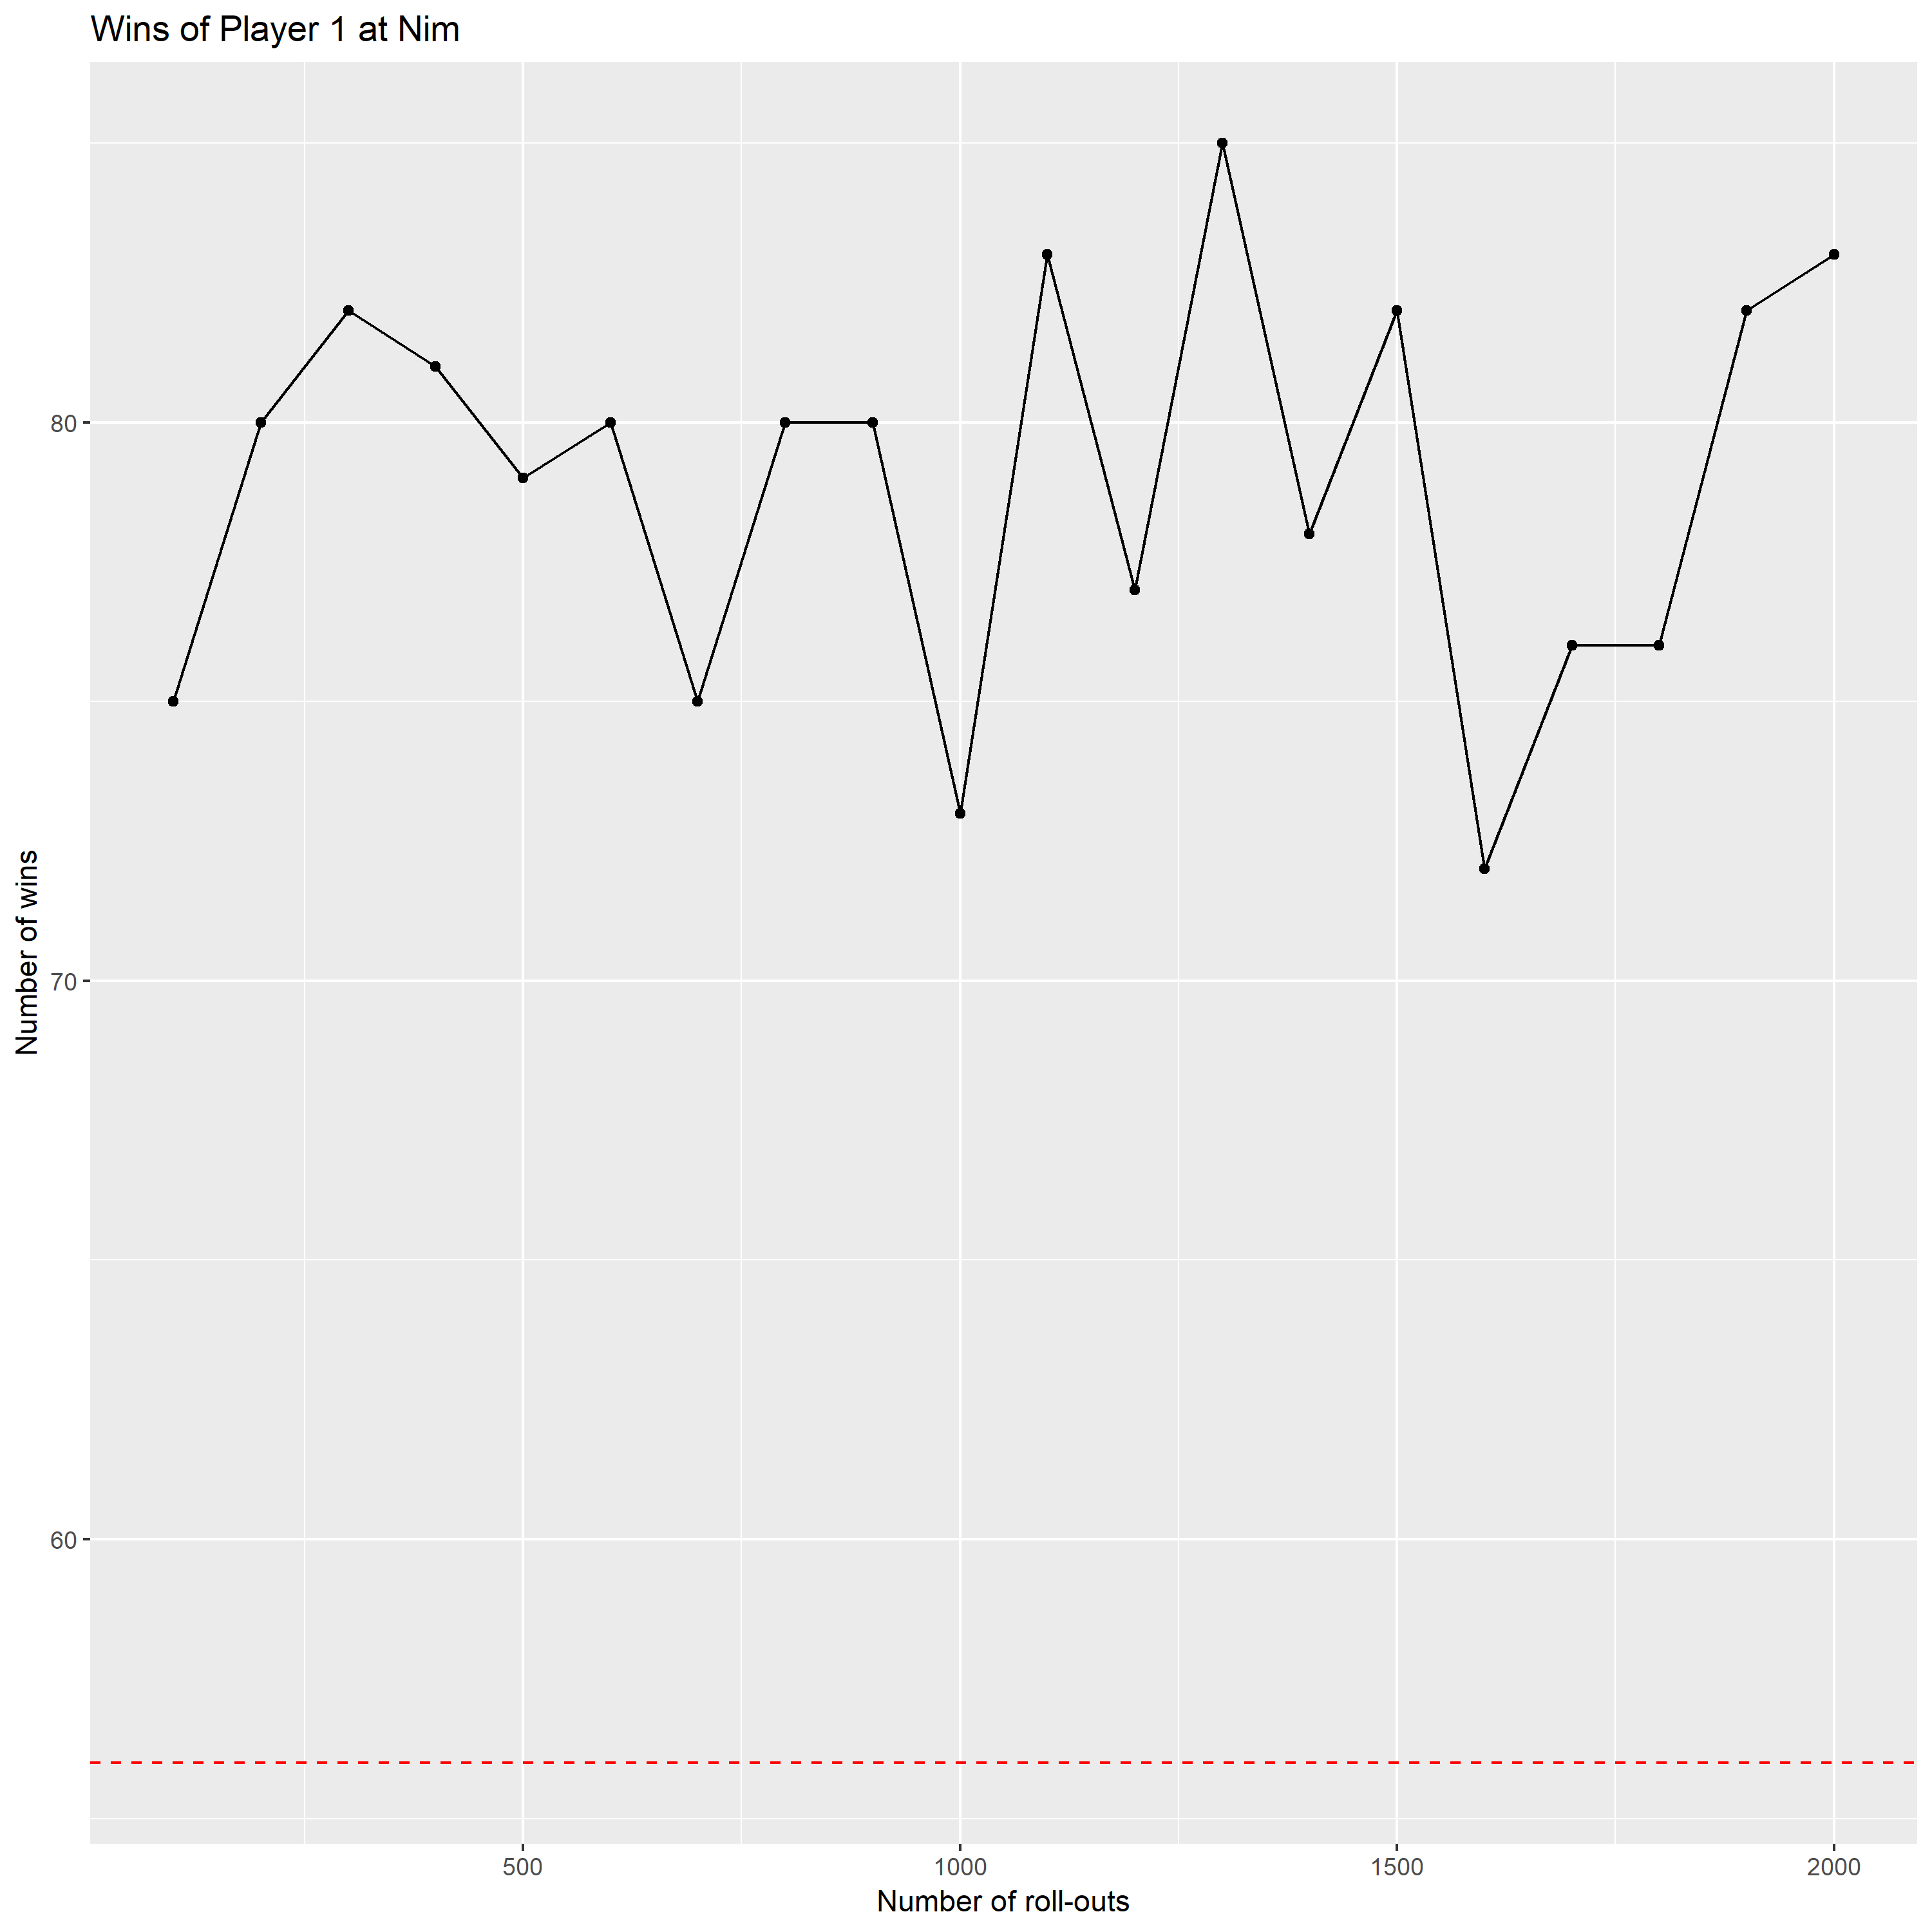 Wins of Player 1 at Nim
Number of wins
80
70
60
500 1000 1500 2000
Number of roll-outs